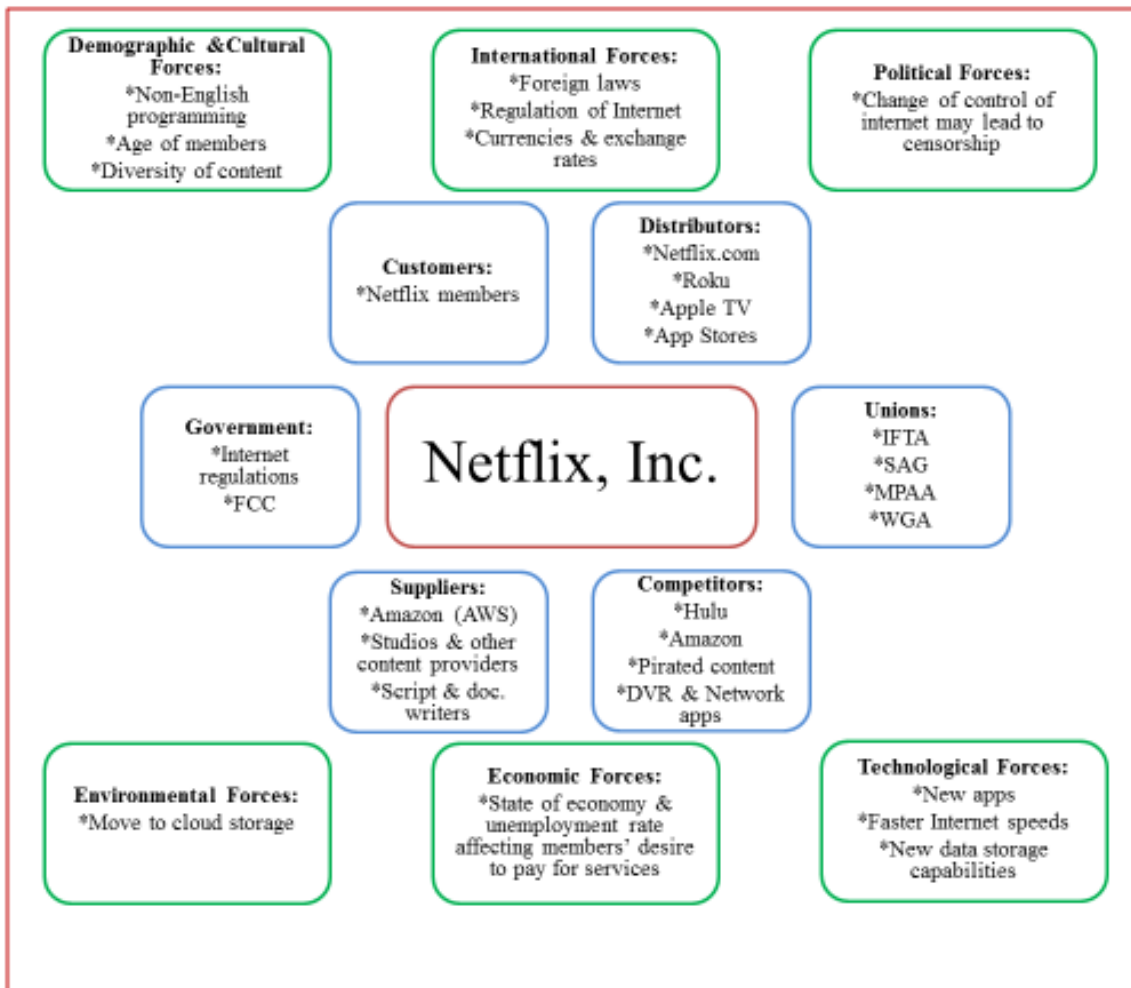 Demographic &Cultural
Forces:
*Non-English
programming
*Age of members
*Diversity of content
International Forces:
*Foreign laws
*Regulation of Internet
*Currencies & exchange
rates
Political Forces:
*Change of control of
internet may lead to
censorship
Customers:
*Netflix members
Distributors:
*Netflix.com
*Roku
*Apple TV
*App Stores
Government:
*Internet
regulations
*FCC
Netflix, Inc.
Unions:
*IFTA
*SAG
*MPAA
*WGA
Suppliers:
*Amazon (AWS)
*Studios & other
content providers
*Script & doc.
writers
Competitors:
*Hulu
*Amazon
*Pirated content
*DVR & Network
apps
Environmental Forces:
*Move to cloud storage
Economic Forces:
*State of economy &
unemployment rate
affecting members’ desire
to pay for services
Technological Forces:
*New apps
*Faster Internet speeds
*New data storage
capabilities